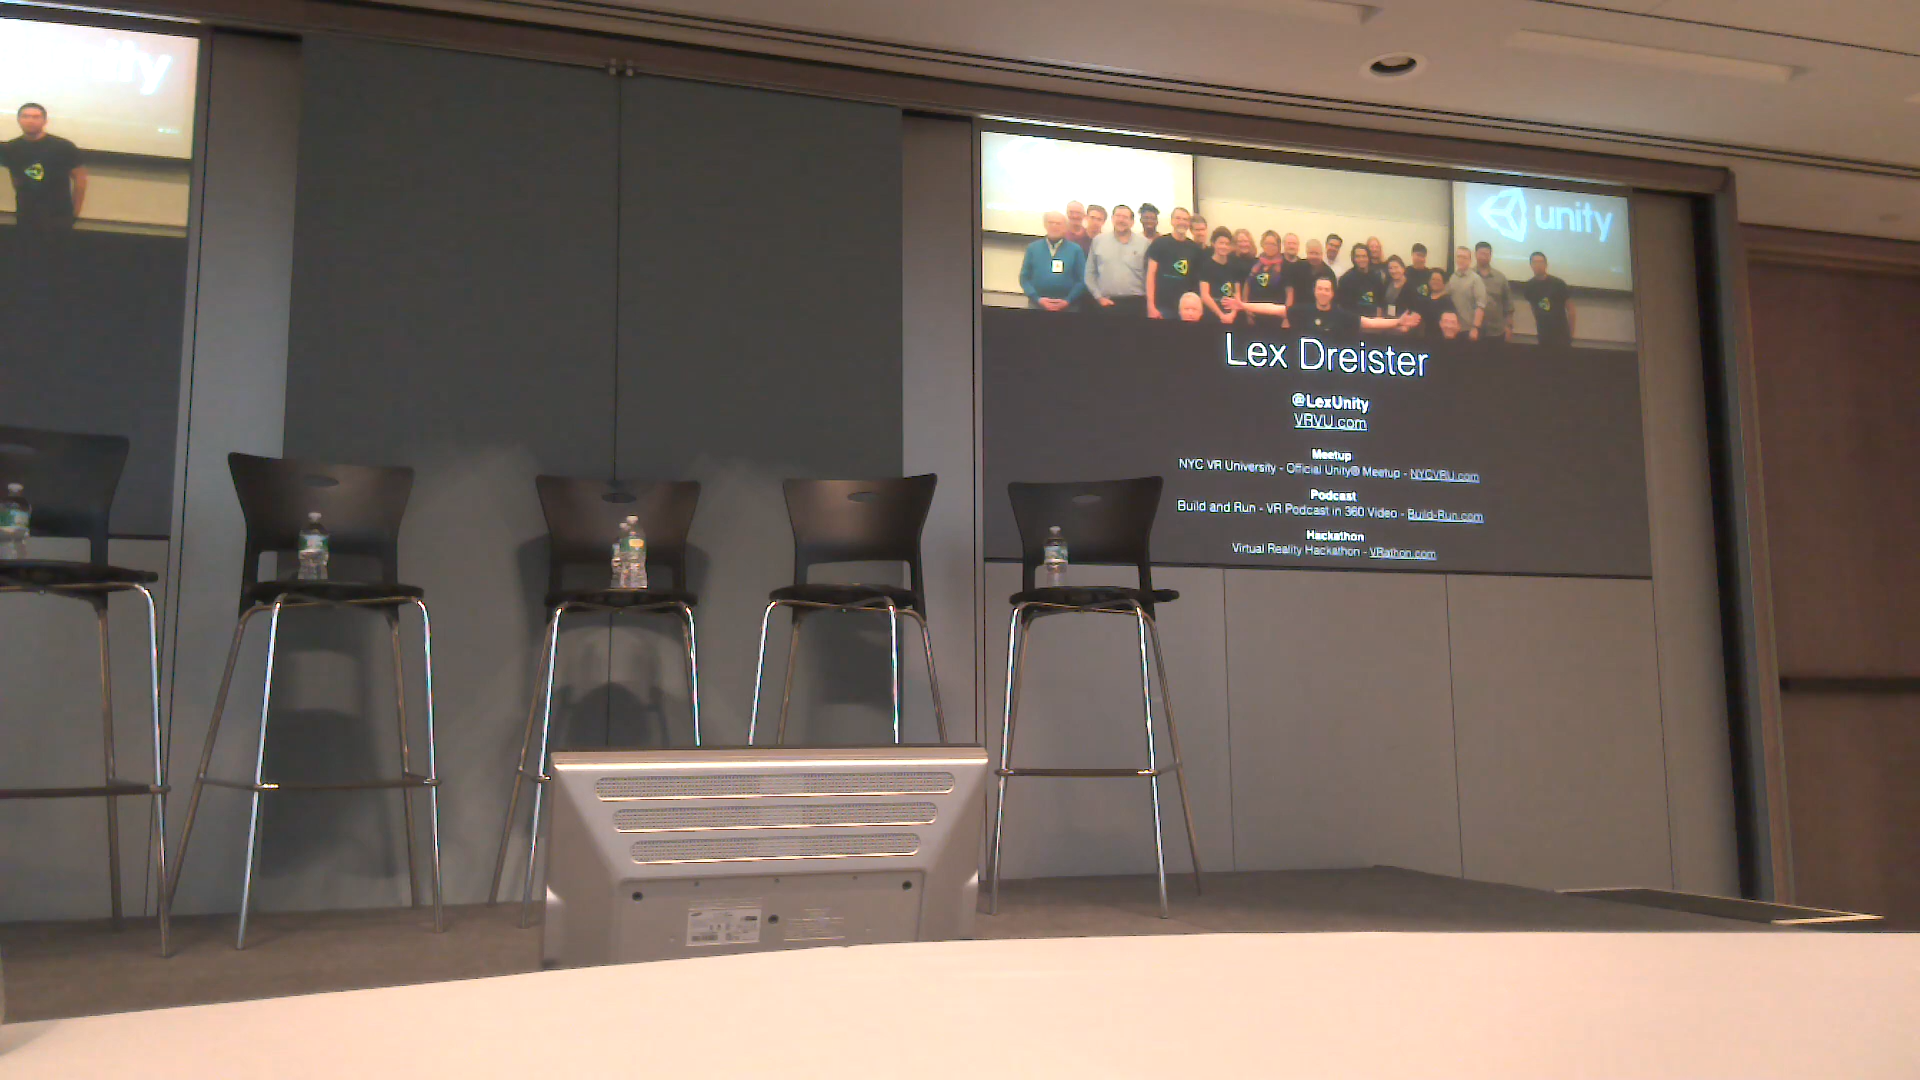 unity
Lex Dreister
@LexUnity
VRVU.com
Meetup
NYC VR University - Official Unity® Meetup - NYCVRU.com
Podcast
Build and Run - VR Podcast in 360 Video - Build-Run.com
Hackathon
Virtual Reality Hackathon - VRathon.com